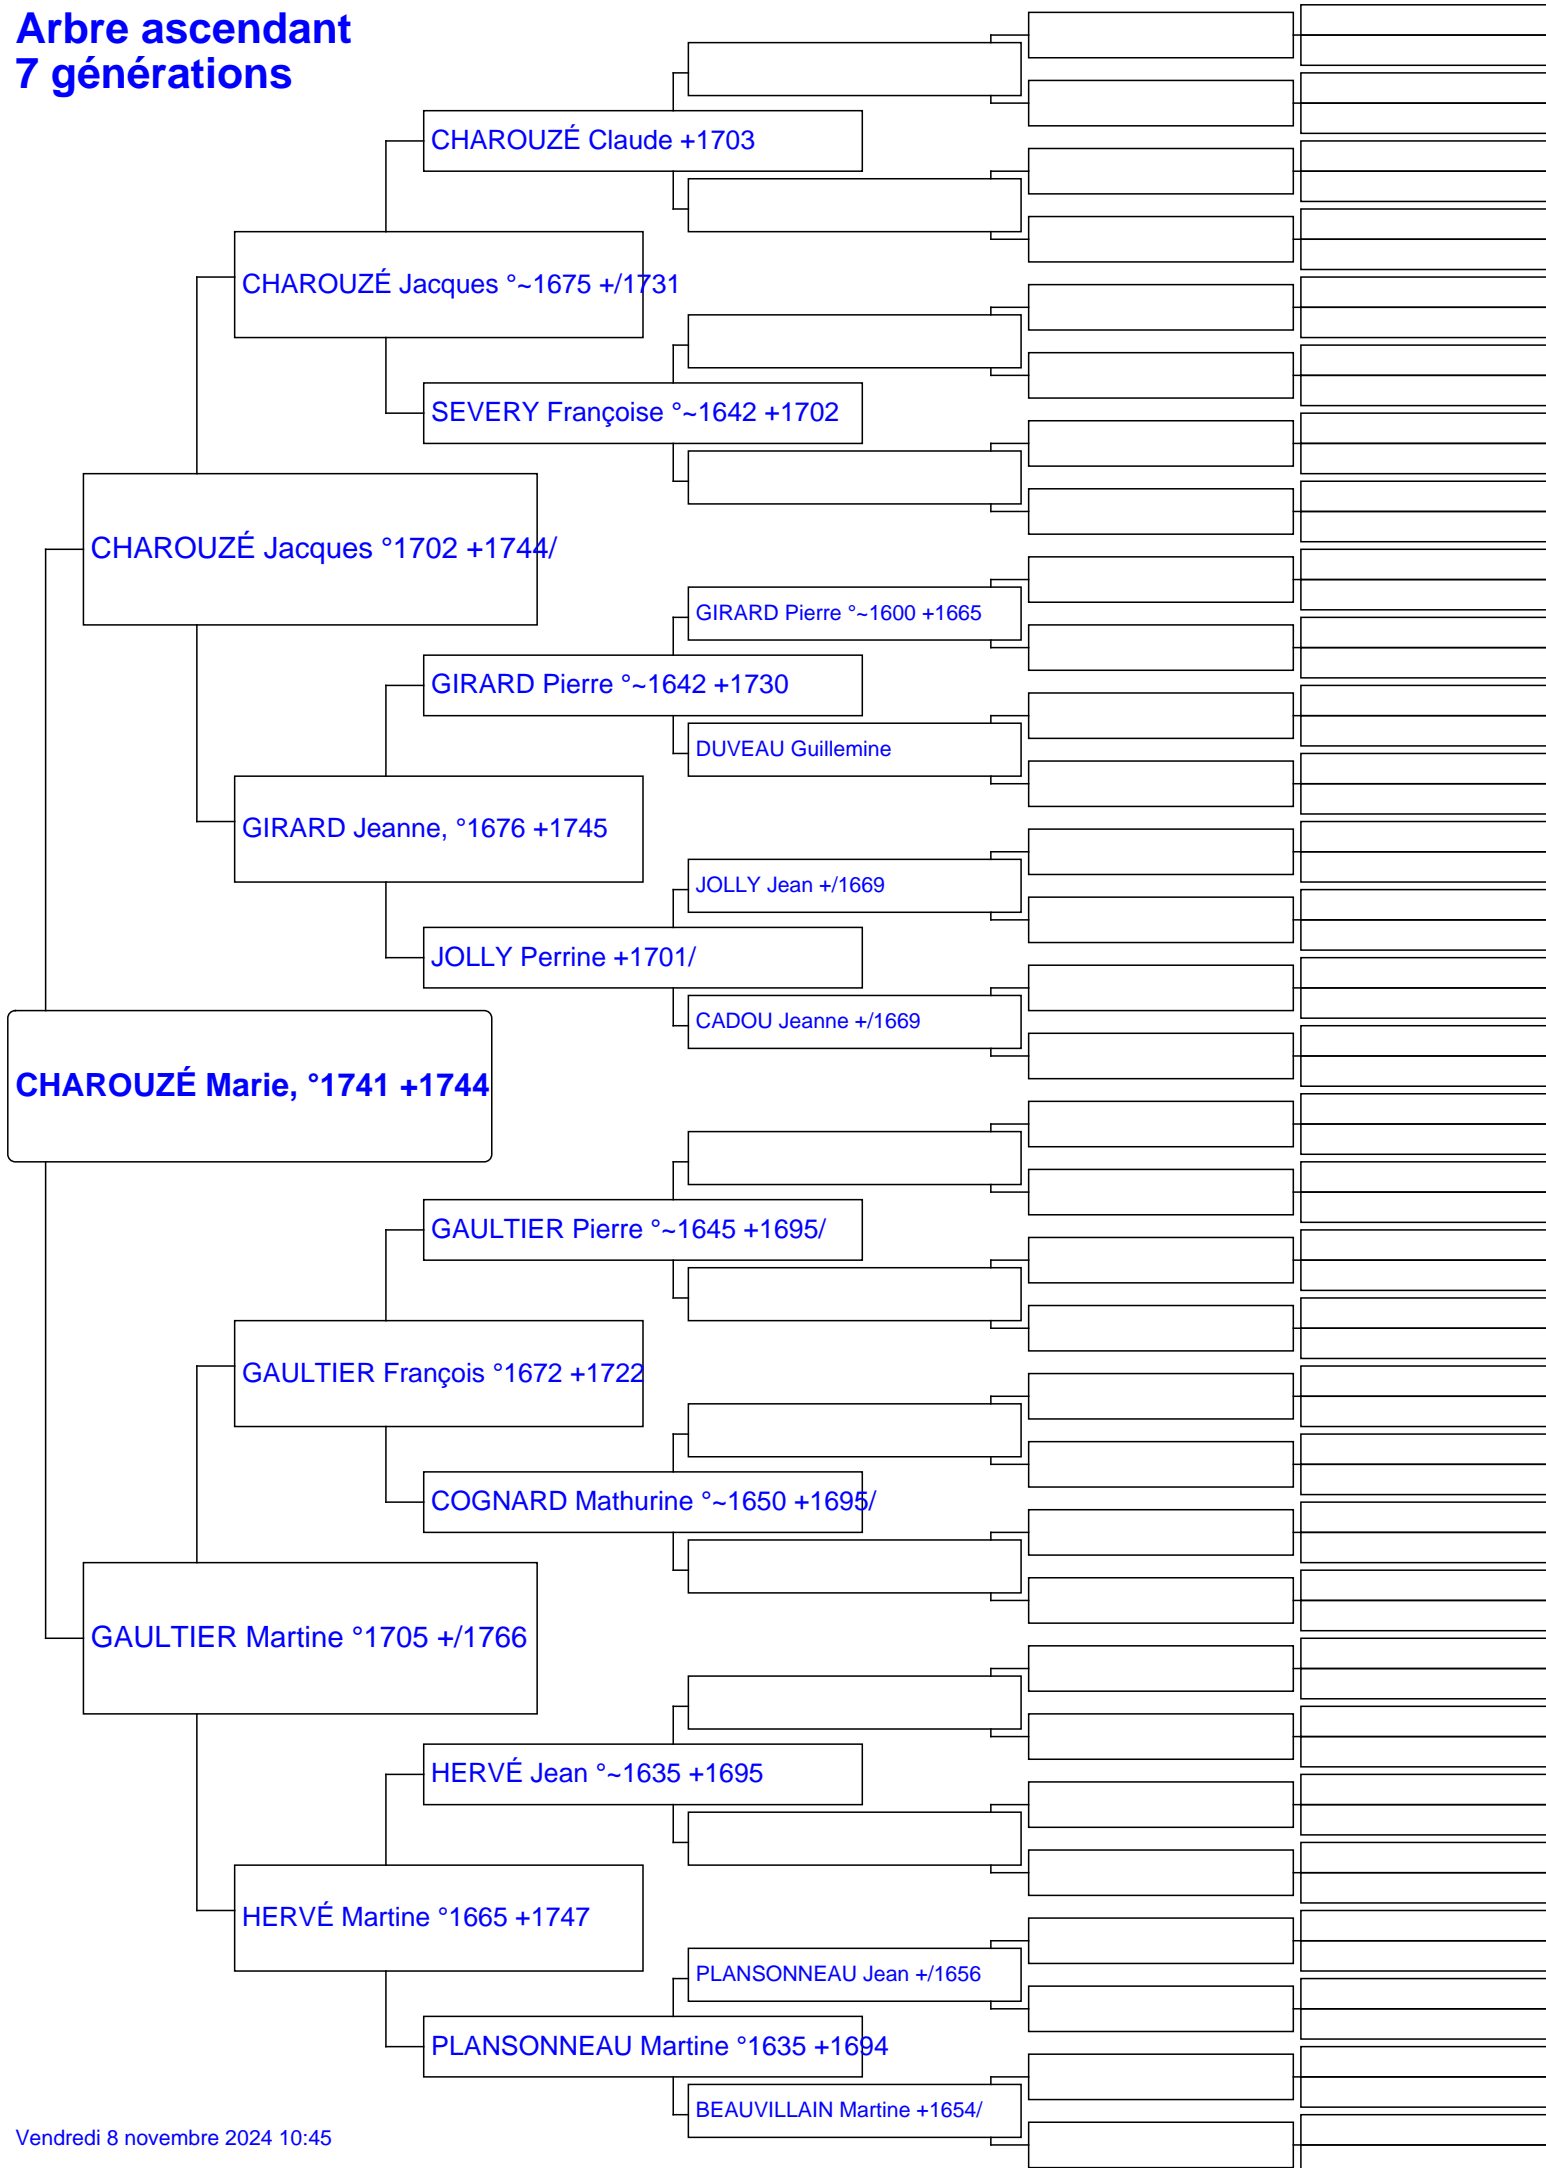 Arbre ascendant
7 générations
CHAROUZÉ Claude +1703
CHAROUZÉ Jacques °~1675 +/1731
SEVERY Françoise °~1642 +1702
CHAROUZÉ Jacques °1702 +1744/
GIRARD Pierre °~1600 +1665
GIRARD Pierre °~1642 +1730
DUVEAU Guillemine
GIRARD Jeanne, °1676 +1745
JOLLY Jean +/1669
JOLLY Perrine +1701/
CADOU Jeanne +/1669
CHAROUZÉ Marie, °1741 +1744
GAULTIER Pierre °~1645 +1695/
GAULTIER François °1672 +1722
COGNARD Mathurine °~1650 +1695/
GAULTIER Martine °1705 +/1766
HERVÉ Jean °~1635 +1695
HERVÉ Martine °1665 +1747
PLANSONNEAU Jean +/1656
PLANSONNEAU Martine °1635 +1694
BEAUVILLAIN Martine +1654/
Vendredi 8 novembre 2024 10:45